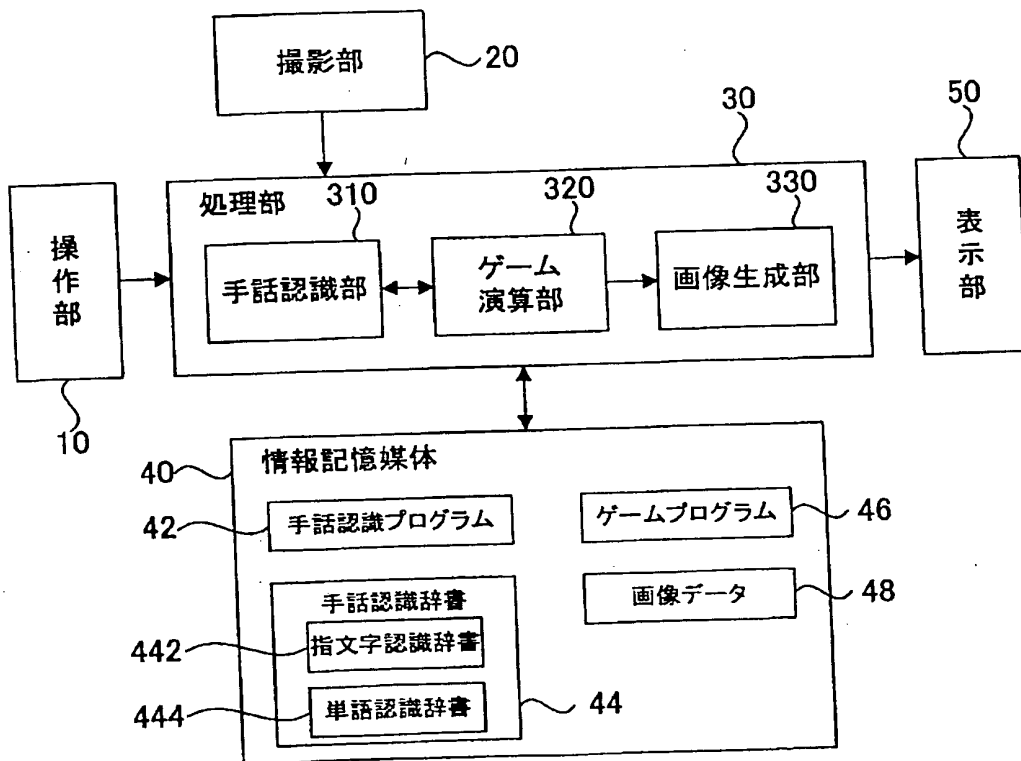 撮影部
20
30
50
処理部
310
320
330
操作部
手話認識部
ゲーム
演算部
画像生成部
表示部
10
40
情報記憶媒体
42
手話認識プログラム
ゲームプログラム
46
手話認識辞書
画像データ
48
442
指文字認識辞書
444
単語認識辞書
44